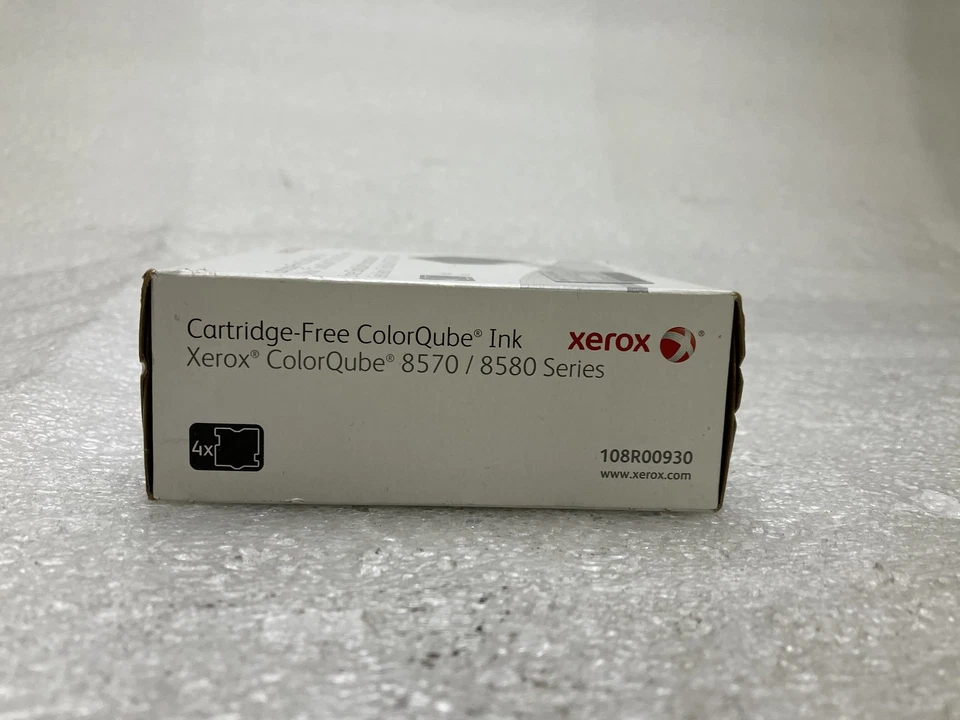 Cartridge-Free ColorQube® Ink
Xerox® ColorQube® 8570 / 8580 Series
xerox®
4x
108R00930
www.xerox.com